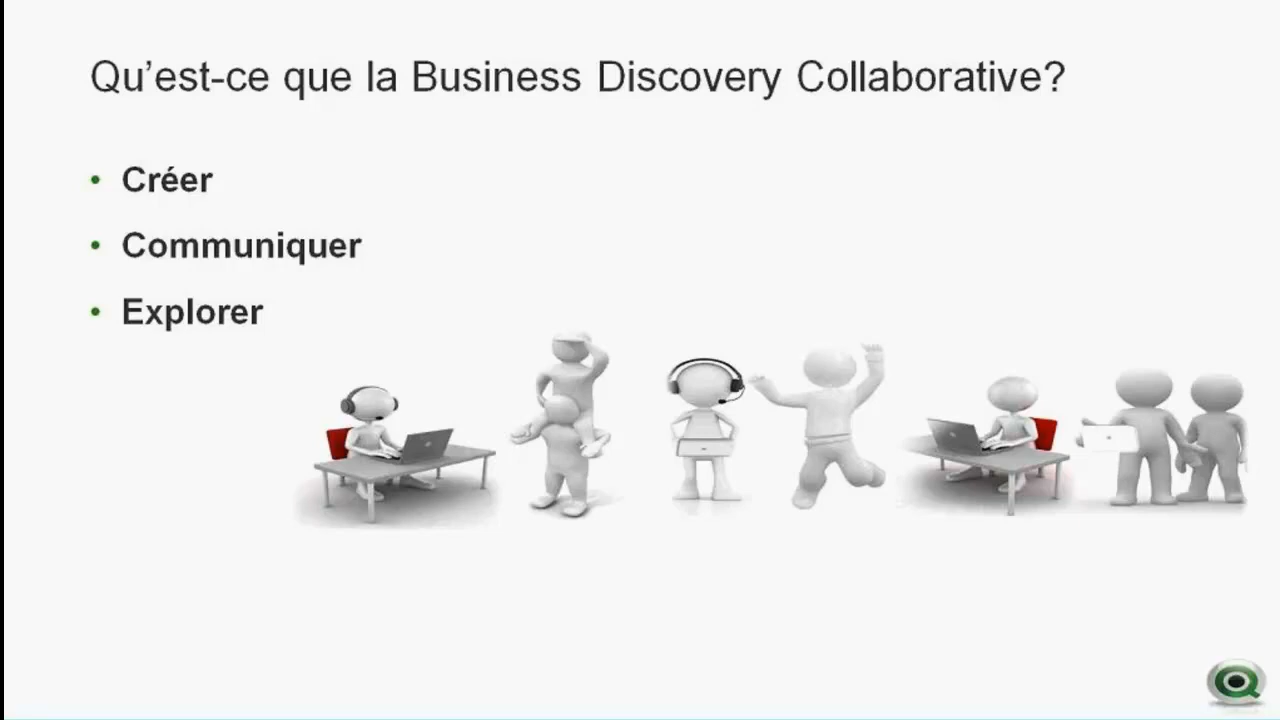 Qu’est-ce que la Business Discovery Collaborative?
• Créer
• Communiquer
• Explorer